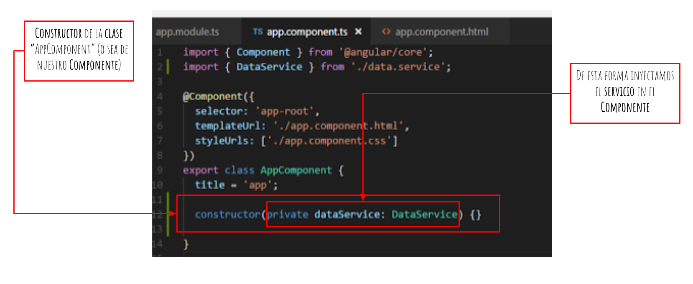 Constructor de la clase
"AppComponent" (o sea de
nuestro Componente)
app.module.ts
TS app.component.ts ×
<> app.component.html
1 import { Component } from '@angular/core';
2 import { DataService } from './data.service';
3
4 @Component({
5 selector: 'app-root',
6 templateUrl: './app.component.html',
7 styleUrls: ['./app.component.css']
8 })
9 export class AppComponent {
10 title = 'app';
11
12 constructor(private dataService: DataService) {}
13
14 }
De esta forma inyectamos
el servicio en el
Componente